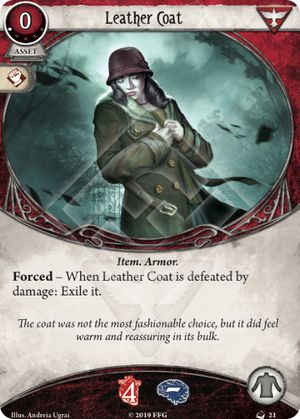 Leather Coat
0
ASSET
Item. Armor.
Forced – When Leather Coat is defeated by
damage: Exile it.
The coat was not the most fashionable choice, but it did feel
warm and reassuring in its bulk.
4
–
Illus. Andreia Ugrai
© 2019 FFG
21